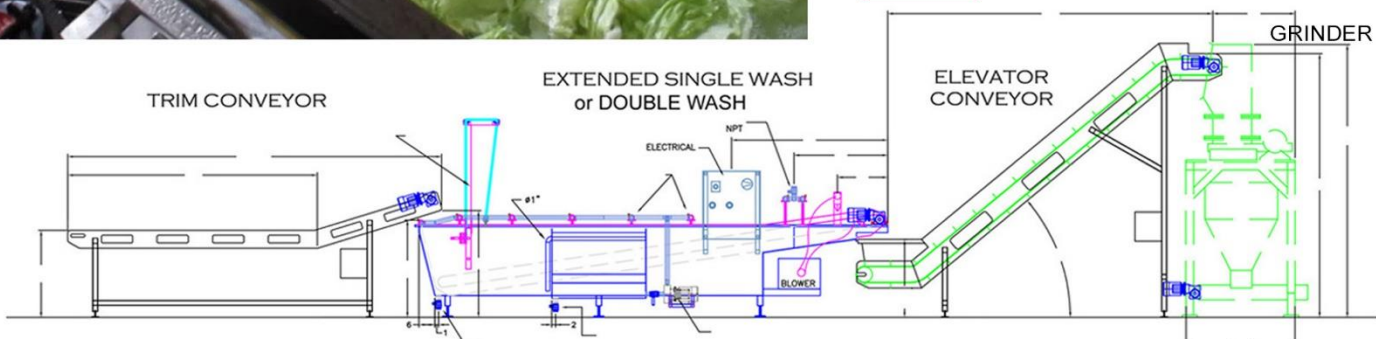 GRINDER
TRIM CONVEYOR
EXTENDED SINGLE WASH
or DOUBLE WASH
ELEVATOR
CONVEYOR
NPT
ELECTRICAL
ø1"
BLOWER
6
1
2